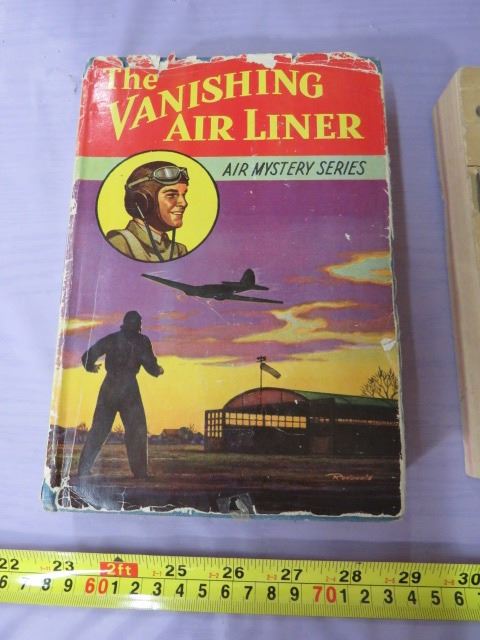 The
VANISHING
AIR LINER
AIR MYSTERY SERIES
22 23 2ft 25 26 27 28 29 30
6 7 8 9 60 1 2 3 4 5 6 7 8 9 70 1 2 3 4 5 6